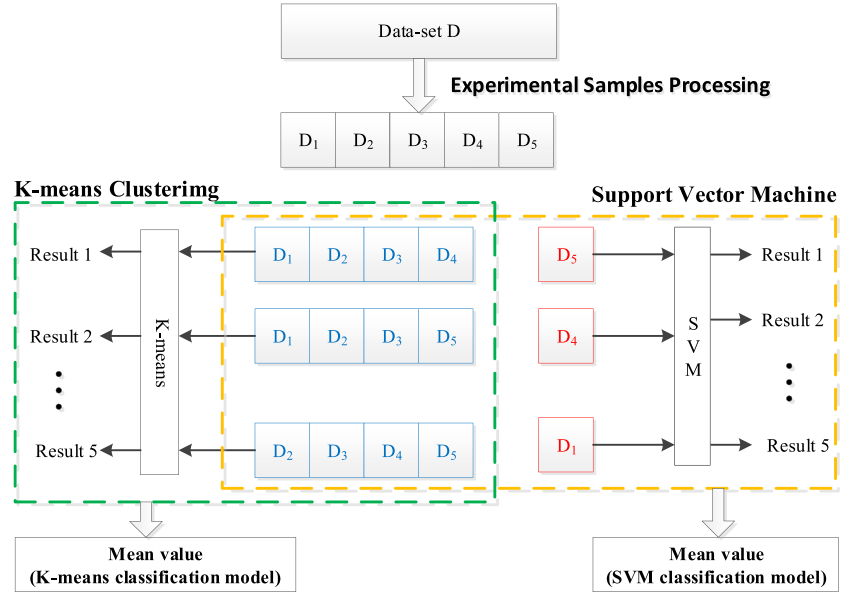 Data-set D
Experimental Samples Processing
D₁ D₂ D₃ D₄ D₅
K-means Clusterimg
Support Vector Machine
Result 1
D₁ D₂ D₃ D₄
D₅
Result 1
Result 2
K-means
D₁ D₂ D₃ D₅
D₄
SVM
Result 2
Result 5
D₂ D₃ D₄ D₅
D₁
Result 5
Mean value
(K-means classification model)
Mean value
(SVM classification model)